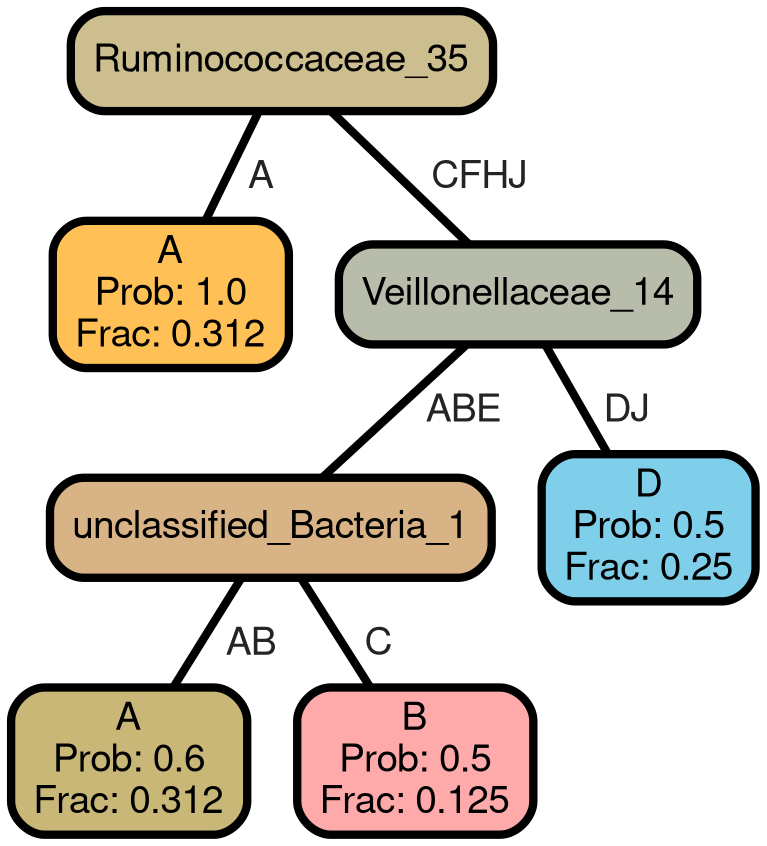 Ruminococcaceae_35
A
CFHJ
A
Prob: 1.0
Frac: 0.312
Veillonellaceae_14
ABE
DJ
unclassified_Bacteria_1
D
Prob: 0.5
Frac: 0.25
AB
C
A
Prob: 0.6
Frac: 0.312
B
Prob: 0.5
Frac: 0.125